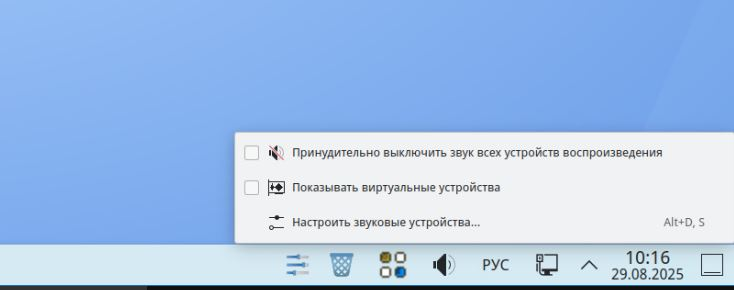 Принудительно выключить звук всех устройств воспроизведения
Показывать виртуальные устройства
Настроить звуковые устройства... Alt+D, S
РУС
10:16
29.08.2025